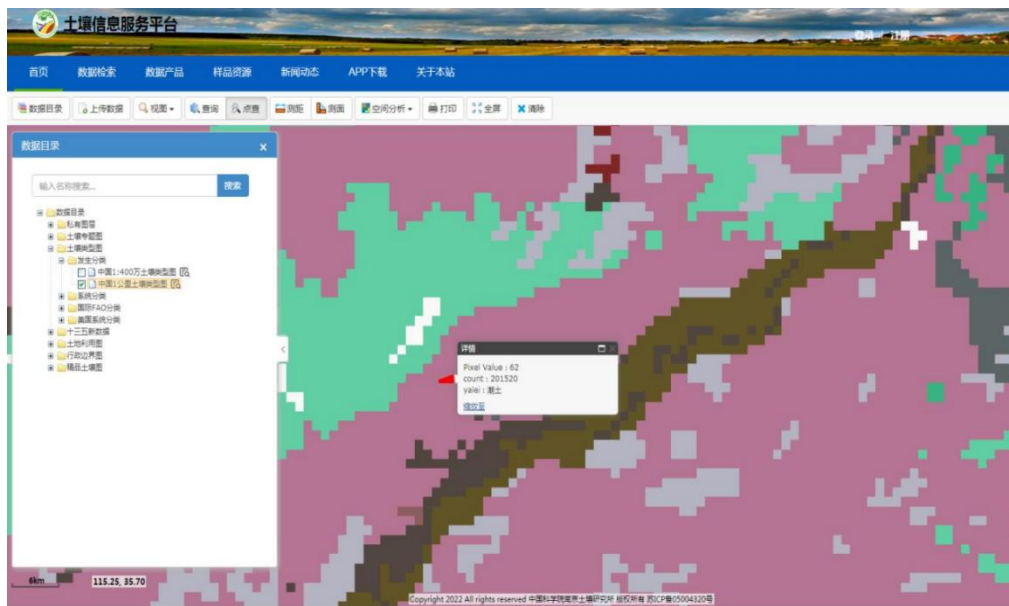 土壤信息服务平台
登录 注册
首页 数据检索 数据产品 样品资源 新闻动态 APP下载 关于本站
数据目录 上传数据 视图 查询 点查 测距 测面 空间分析 打印 全屏 清除
数据目录 x
输入名称搜索... 搜索
数据目录
私有图层
土壤专题图
土壤类型图
发生分类
中国1:400万土壤类型图
中国1公里土壤类型图
系统分类
国际FAO分类
美国系统分类
十三五新数据
土地利用图
行政边界图
精品土壤图
详情
Pixel Value : 62
count : 201520
yalei : 潮土
缩放至
6km 115.25, 35.70
Copyright 2022 All rights reserved 中国科学院南京土壤研究所 版权所有 苏ICP备05004320号